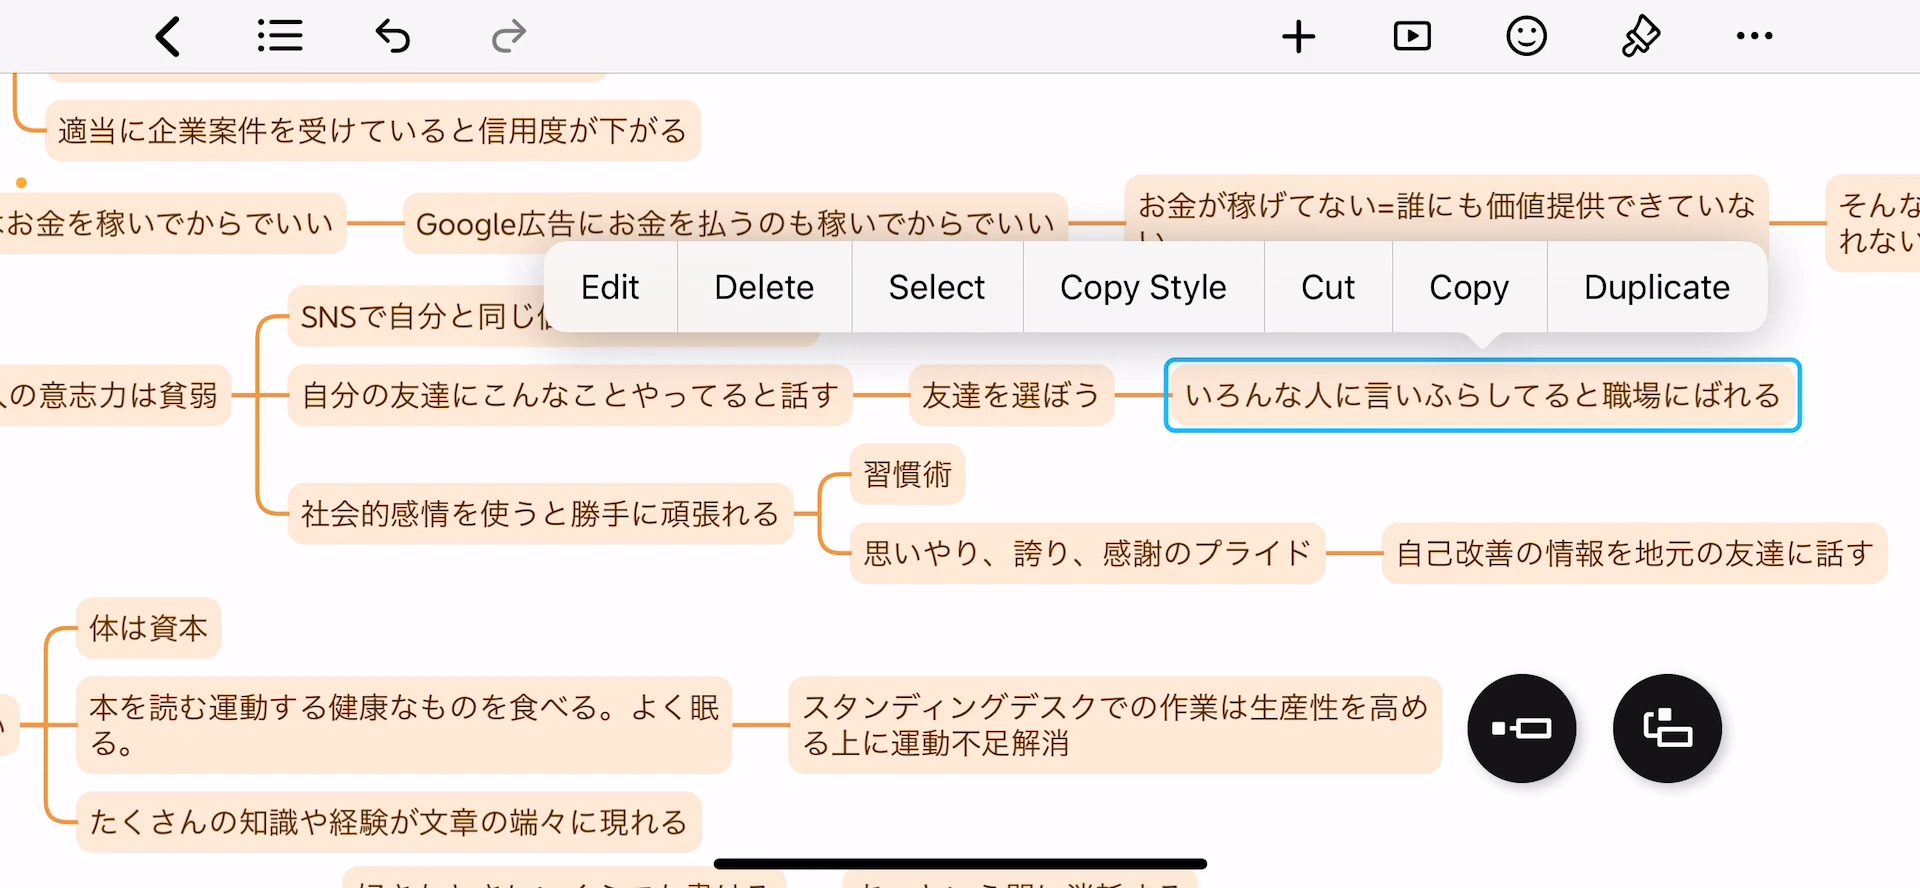 適当に企業案件を受けていると信用度が下がる
お金を稼いでからでいい
Google広告にお金を払うのも稼いでからでいい
お金が稼げてない=誰にも価値提供できていな
い
そんな
れない
Edit
Delete
Select
Copy Style
Cut
Copy
Duplicate
SNSで自分と同じ
の意志力は貧弱
自分の友達にこんなことやってると話す
友達を選ぼう
いろんな人に言いふらしてると職場にばれる
社会的感情を使うと勝手に頑張れる
習慣術
思いやり、誇り、感謝のプライド
自己改善の情報を地元の友達に話す
体は資本
本を読む運動する健康なものを食べる。よく眠
る。
スタンディングデスクでの作業は生産性を高め
る上に運動不足解消
たくさんの知識や経験が文章の端々に現れる